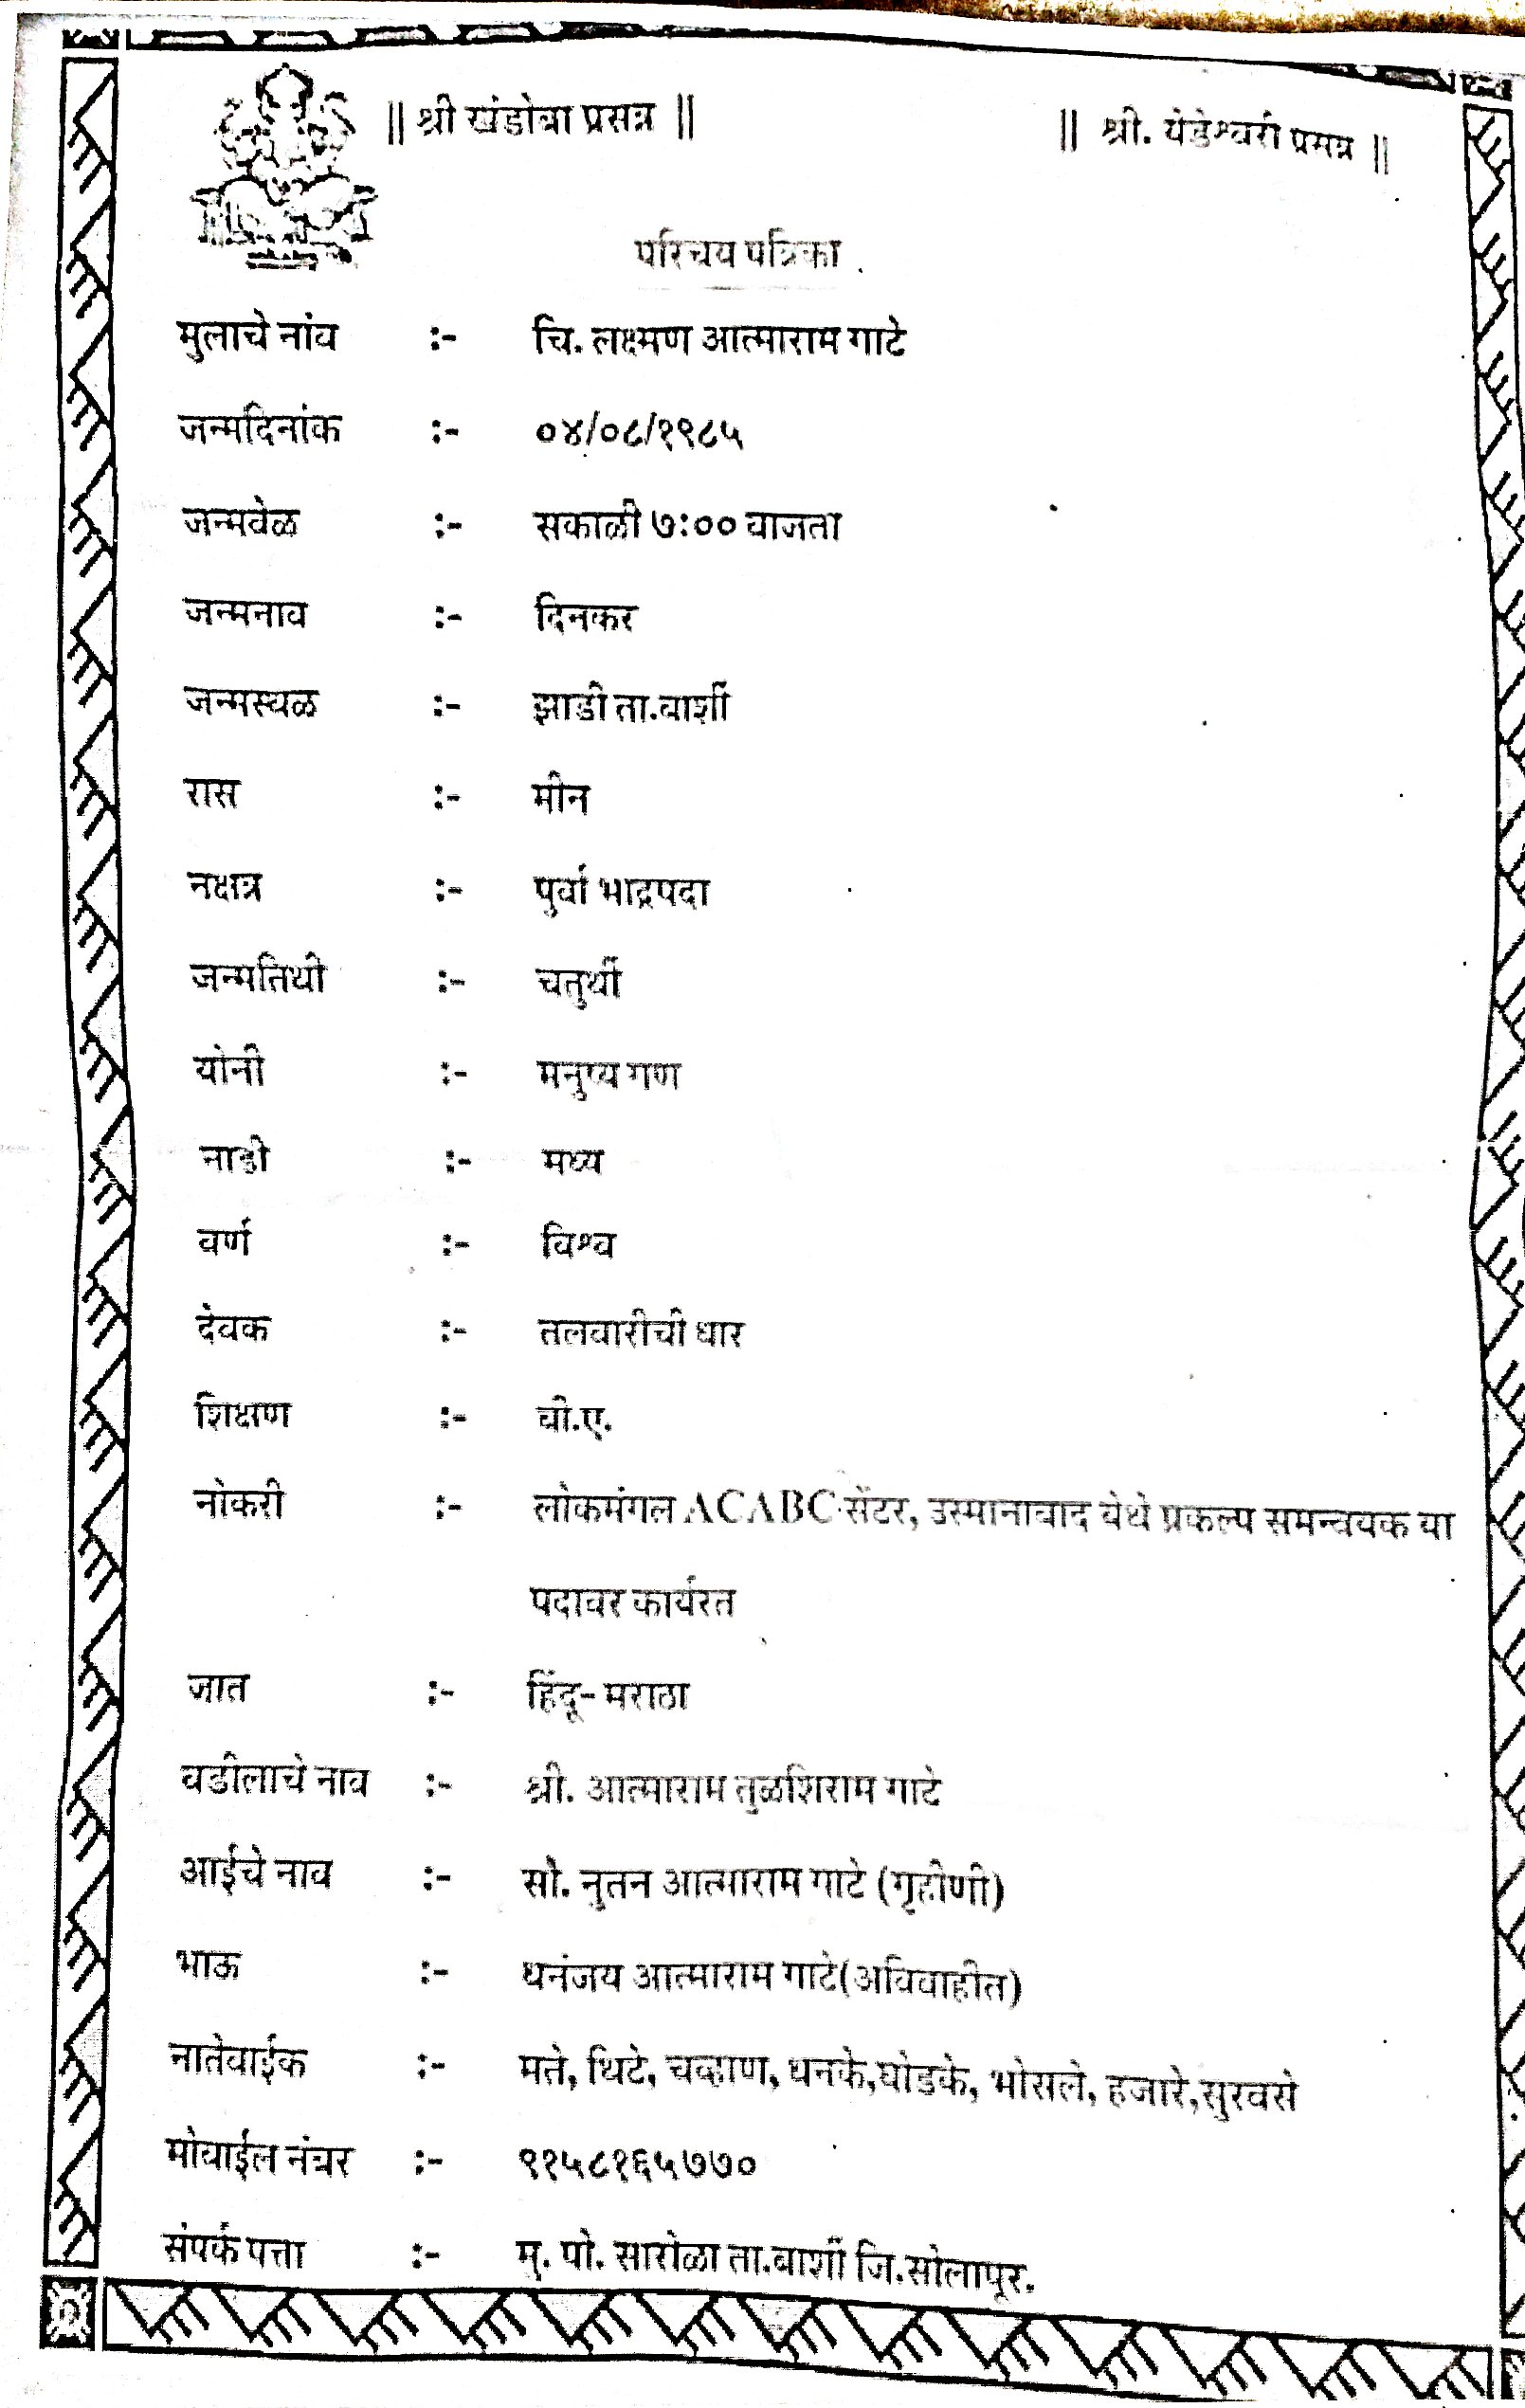 || श्री खंडोबा प्रसन्न ||
|| श्री. येडेश्वरी प्रसन्न ||
परिचय पत्रिका
मुलाचे नांव :- चि. लक्ष्मण आत्माराम गाटे
जन्मदिनांक :- ०४/०८/१९८५
जन्मवेळ :- सकाळी ७:०० वाजता
जन्मनाव :- दिनकर
जन्मस्थळ :- झाडी ता.बार्शी
रास :- मीन
नक्षत्र :- पुर्वा भाद्रपदा
जन्मतिथी :- चतुर्थी
योनी :- मनुष्य गण
नाडी :- मध्य
वर्ण :- विश्व
देवक :- तलवारीची धार
शिक्षण :- बी.ए.
नोकरी :- लोकमंगल ACABC सेंटर, उस्मानाबाद येथे प्रकल्प समन्वयक या
पदावर कार्यरत
जात :- हिंदू- मराठा
वडीलाचे नाव :- श्री. आत्माराम तुळशिराम गाटे
आईचे नाव :- सौ. नुतन आत्माराम गाटे (गृहीणी)
भाऊ :- धनंजय आत्माराम गाटे(अविवाहीत)
नातेवाईक :- मते, थिटे, चव्हाण, धनके,घोडके, भोसले, हजारे,सुरवसे
मोबाईल नंबर :- ९१५८१६५७७०
संपर्क पत्ता :- मु. पो. सारोळा ता.बार्शी जि.सोलापूर.